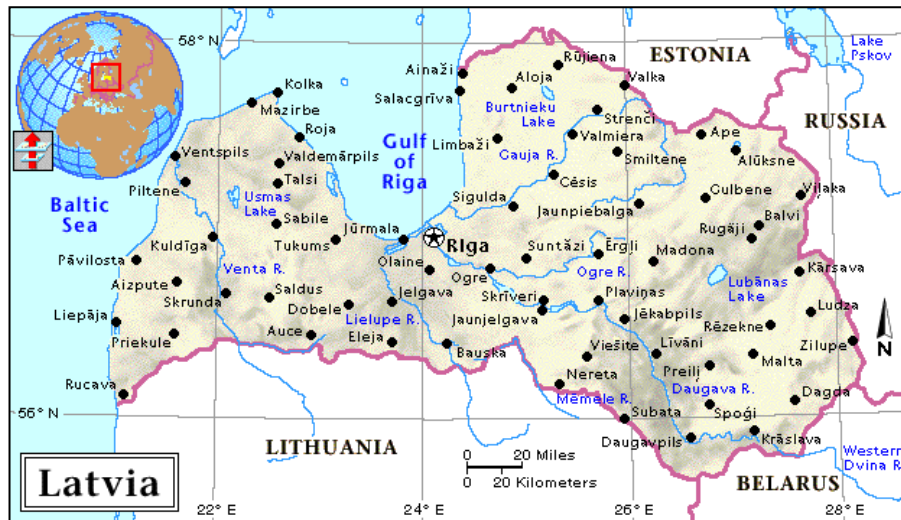 58° N
ESTONIA
Lake
Pskov
RUSSIA
Kolka
Mazirbe
Roja
Ventspils
Valdemārpils
Piltene
Talsi
Usmas
Lake
Sabile
Baltic
Sea
Gulf
of
Riga
Kuldīga
Tukums
Jūrmala
Pāvilosta
Venta R.
Aizpute
Skrunda
Saldus
Dobele
Jelgava
Lielupe R.
Liepāja
Priekule
Auce
Eleja
Bauska
Rucava
Ainaži
Salacgrīva
Rūjiena
Aloja
Valka
Burtnieku
Lake
Strenči
Limbaži
Valmiera
Gauja R.
Smiltene
Ape
Alūksne
Cēsis
Sigulda
Jaunpiebalga
Gulbene
Viļaka
Balvi
Rugāji
Riga
Olaine
Ogre
Suntāži
Ērgļi
Ogre R.
Madona
Lubānas
Lake
Kārsava
Skrīveri
Jaunjelgava
Plaviņas
Jēkabpils
Ludza
Rēzekne
Zilupe
Viešite
Līvāni
Malta
Preiļi
Nereta
Mēmele R.
Daugava R.
Dagda
Subata
Spoģi
Daugavpils
Krāslava
N
55° N
LITHUANIA
0 20 Miles
0 20 Kilometers
Western
Dvina R.
BELARUS
Latvia
22° E
24° E
26° E
28° E